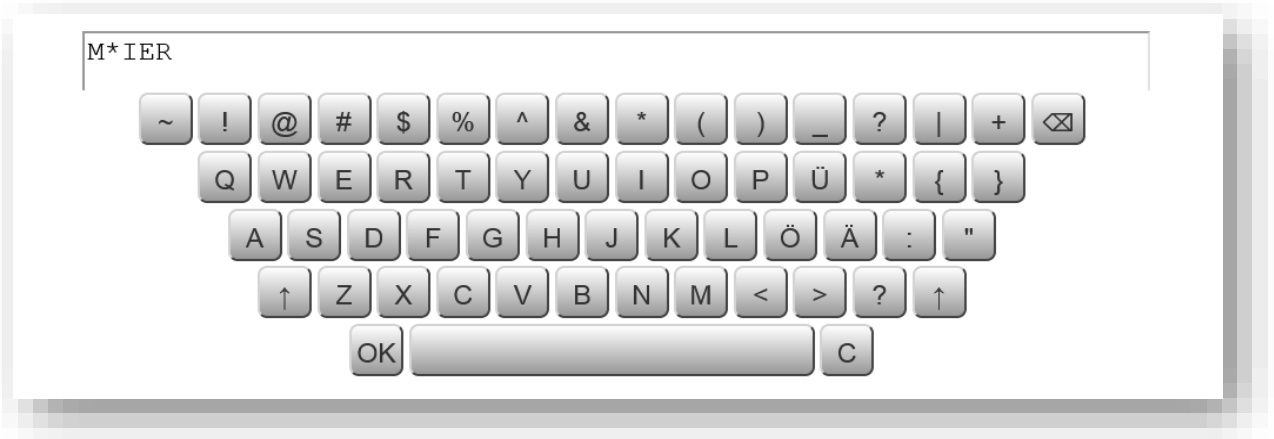 M*IER
~ ! @ # $ % ^ & * ( ) _ ? | + ⌫
Q W E R T Y U I O P Ü * { }
A S D F G H J K L Ö Ä : "
↑ Z X C V B N M < > ? ↑
OK C